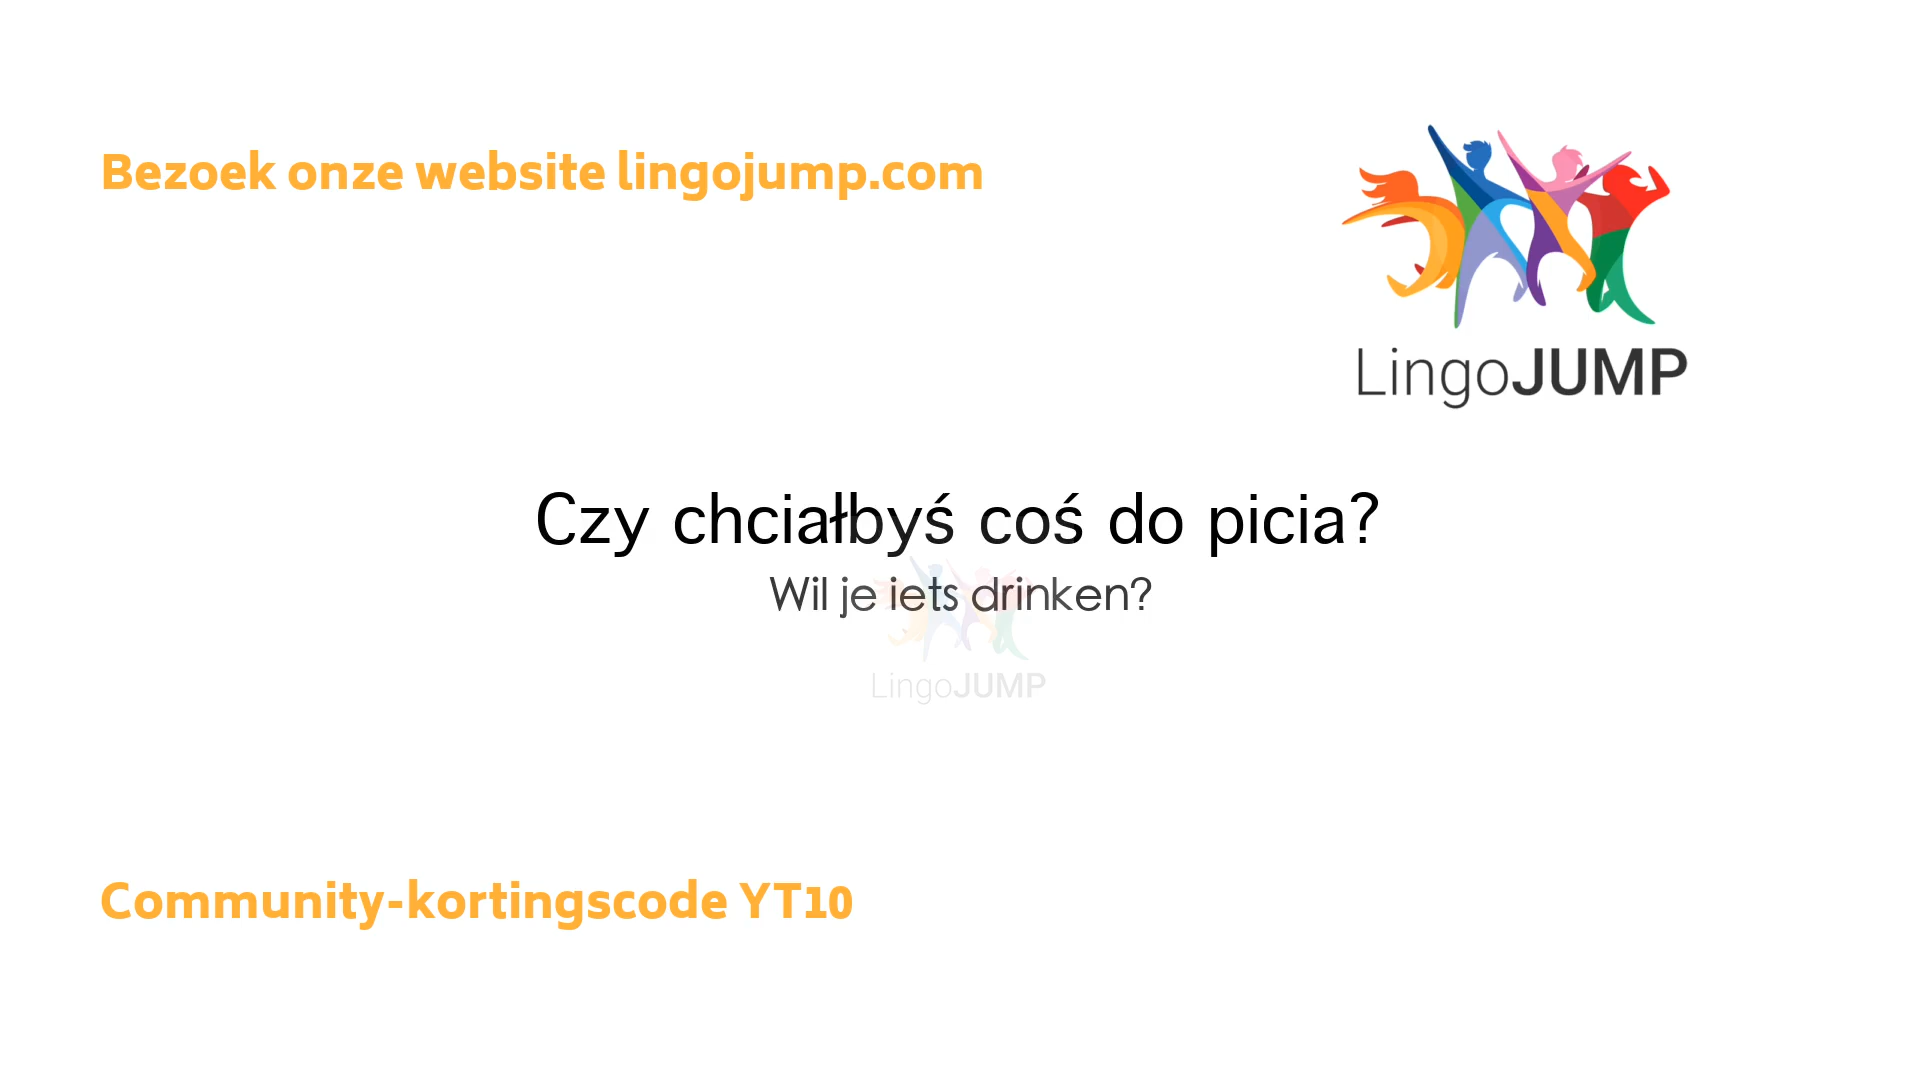 Bezoek onze website lingojump.com
LingoJUMP
Czy chciałbyś coś do picia?
Wil je iets drinken?
LingoJUMP
Community-kortingscode YT10